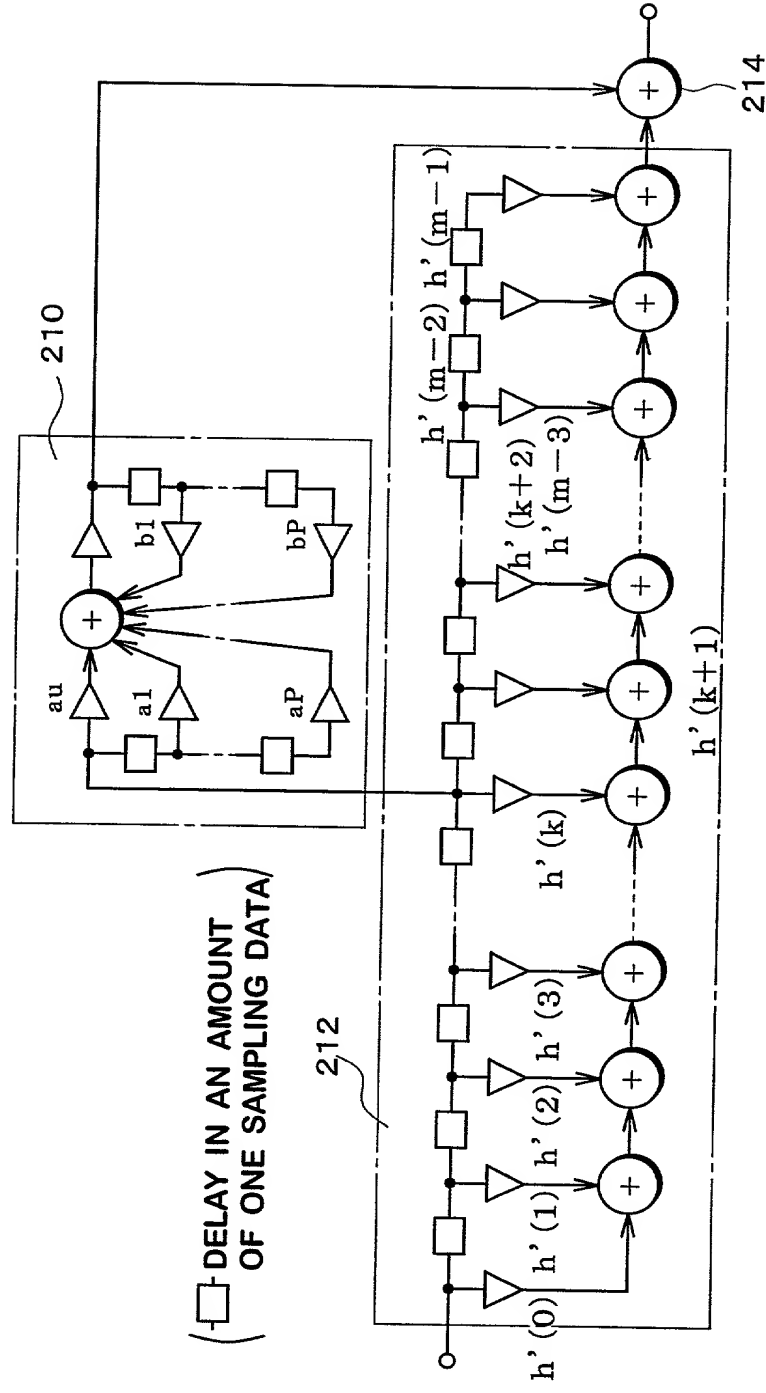 210
au
a1
aP
b1
bP
+
DELAY IN AN AMOUNT
OF ONE SAMPLING DATA
212
h' (0)
h' (1)
h' (2)
h' (3)
h' (k)
h' (k+1)
h' (k+2)
h' (m−3)
h' (m−2)
h' (m−1)
+
+
+
+
+
+
+
+
+
+
214